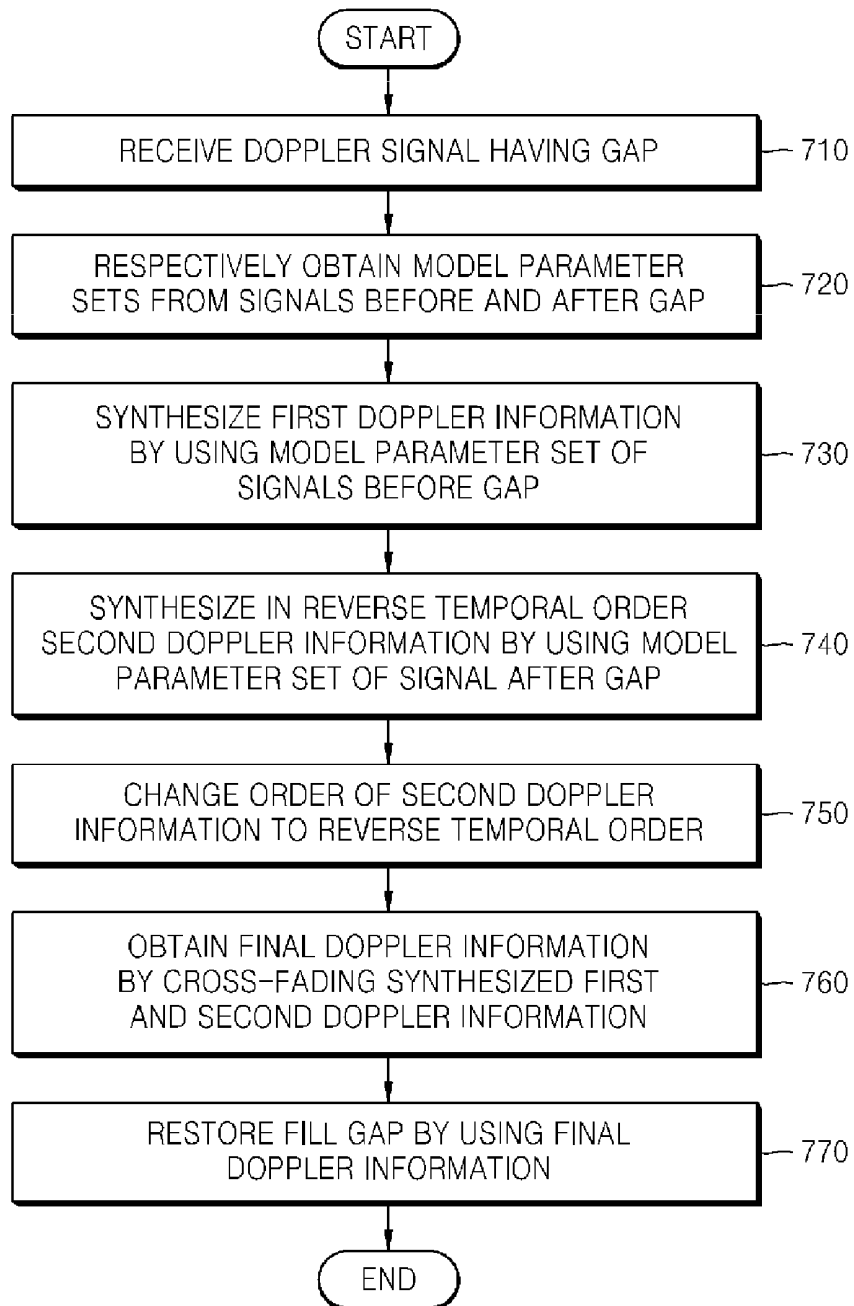 START
RECEIVE DOPPLER SIGNAL HAVING GAP
710
RESPECTIVELY OBTAIN MODEL PARAMETER
SETS FROM SIGNALS BEFORE AND AFTER GAP
720
SYNTHESIZE FIRST DOPPLER INFORMATION
BY USING MODEL PARAMETER SET OF
SIGNALS BEFORE GAP
730
SYNTHESIZE IN REVERSE TEMPORAL ORDER
SECOND DOPPLER INFORMATION BY USING MODEL
PARAMETER SET OF SIGNAL AFTER GAP
740
CHANGE ORDER OF SECOND DOPPLER
INFORMATION TO REVERSE TEMPORAL ORDER
750
OBTAIN FINAL DOPPLER INFORMATION
BY CROSS-FADING SYNTHESIZED FIRST
AND SECOND DOPPLER INFORMATION
760
RESTORE FILL GAP BY USING FINAL
DOPPLER INFORMATION
770
END